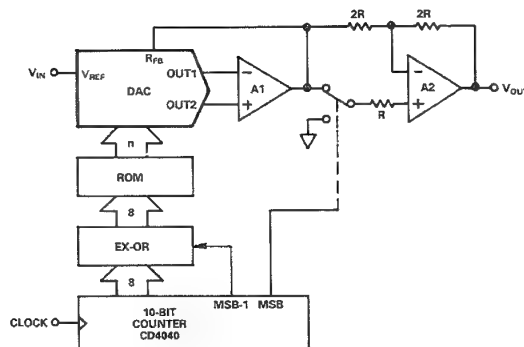 2R
2R
V_IN
V_REF
R_FB
OUT1
DAC
OUT2
−
+
A1
R
−
+
A2
V_OUT
n
ROM
8
EX-OR
8
MSB-1
MSB
CLOCK
10-BIT
COUNTER
CD4040